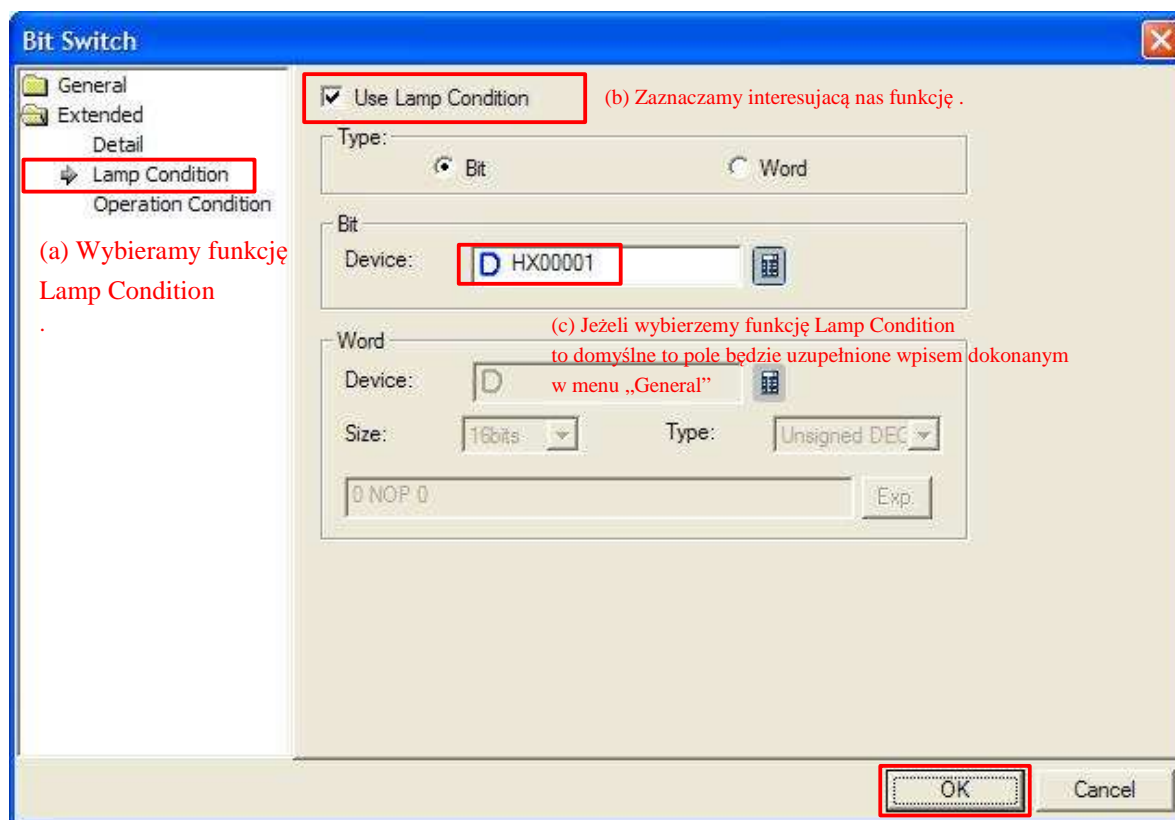 Bit Switch
General
Extended
Detail
Lamp Condition
Operation Condition
(a) Wybieramy funkcję
Lamp Condition
.
Use Lamp Condition
(b) Zaznaczamy interesujacą nas funkcję .
Type:
Bit Word
Bit
Device: D HX00001
(c) Jeżeli wybierzemy funkcję Lamp Condition
to domyślne to pole będzie uzupełnione wpisem dokonanym
w menu „General”
Word
Device: D
Size: 16bits Type: Unsigned DEC
0 NOP 0 Exp.
OK Cancel